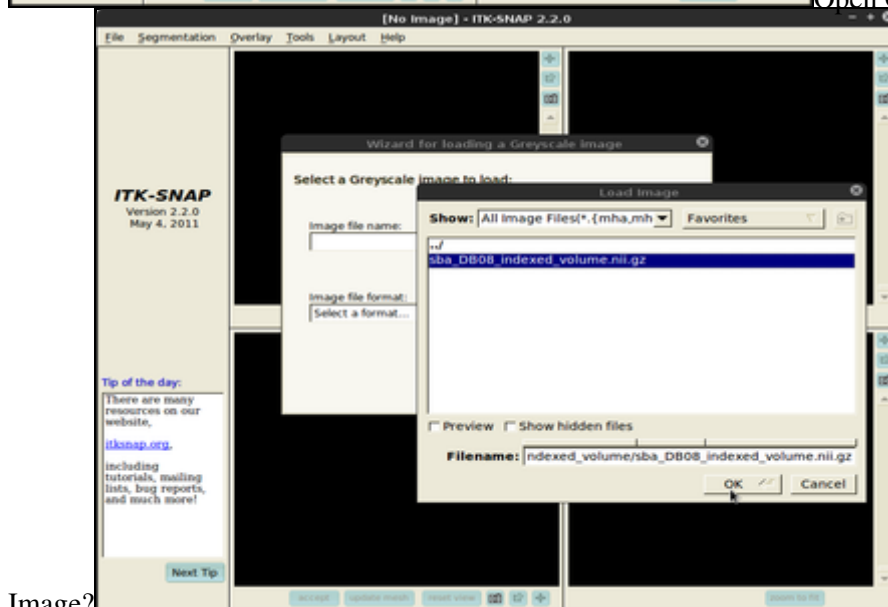 Open
[No Image] - ITK-SNAP 2.2.0
File Segmentation Overlay Tools Layout Help
Wizard for loading a Greyscale image
Select a Greyscale image to load:
Image file name:
Image file format:
Select a format...
Load Image
Show: All Image Files(*.{mha,mh Favorites
../
sba_DB08_indexed_volume.nii.gz
Preview Show hidden files
Filename: ndexed_volume/sba_DB08_indexed_volume.nii.gz
OK Cancel
ITK-SNAP
Version 2.2.0
May 4, 2011
Tip of the day:
There are many
resources on our
website,
itksnap.org,
including
tutorials, mailing
lists, bug reports,
and much more!
Next Tip
accept update mesh reset view zoom to fit
Image?